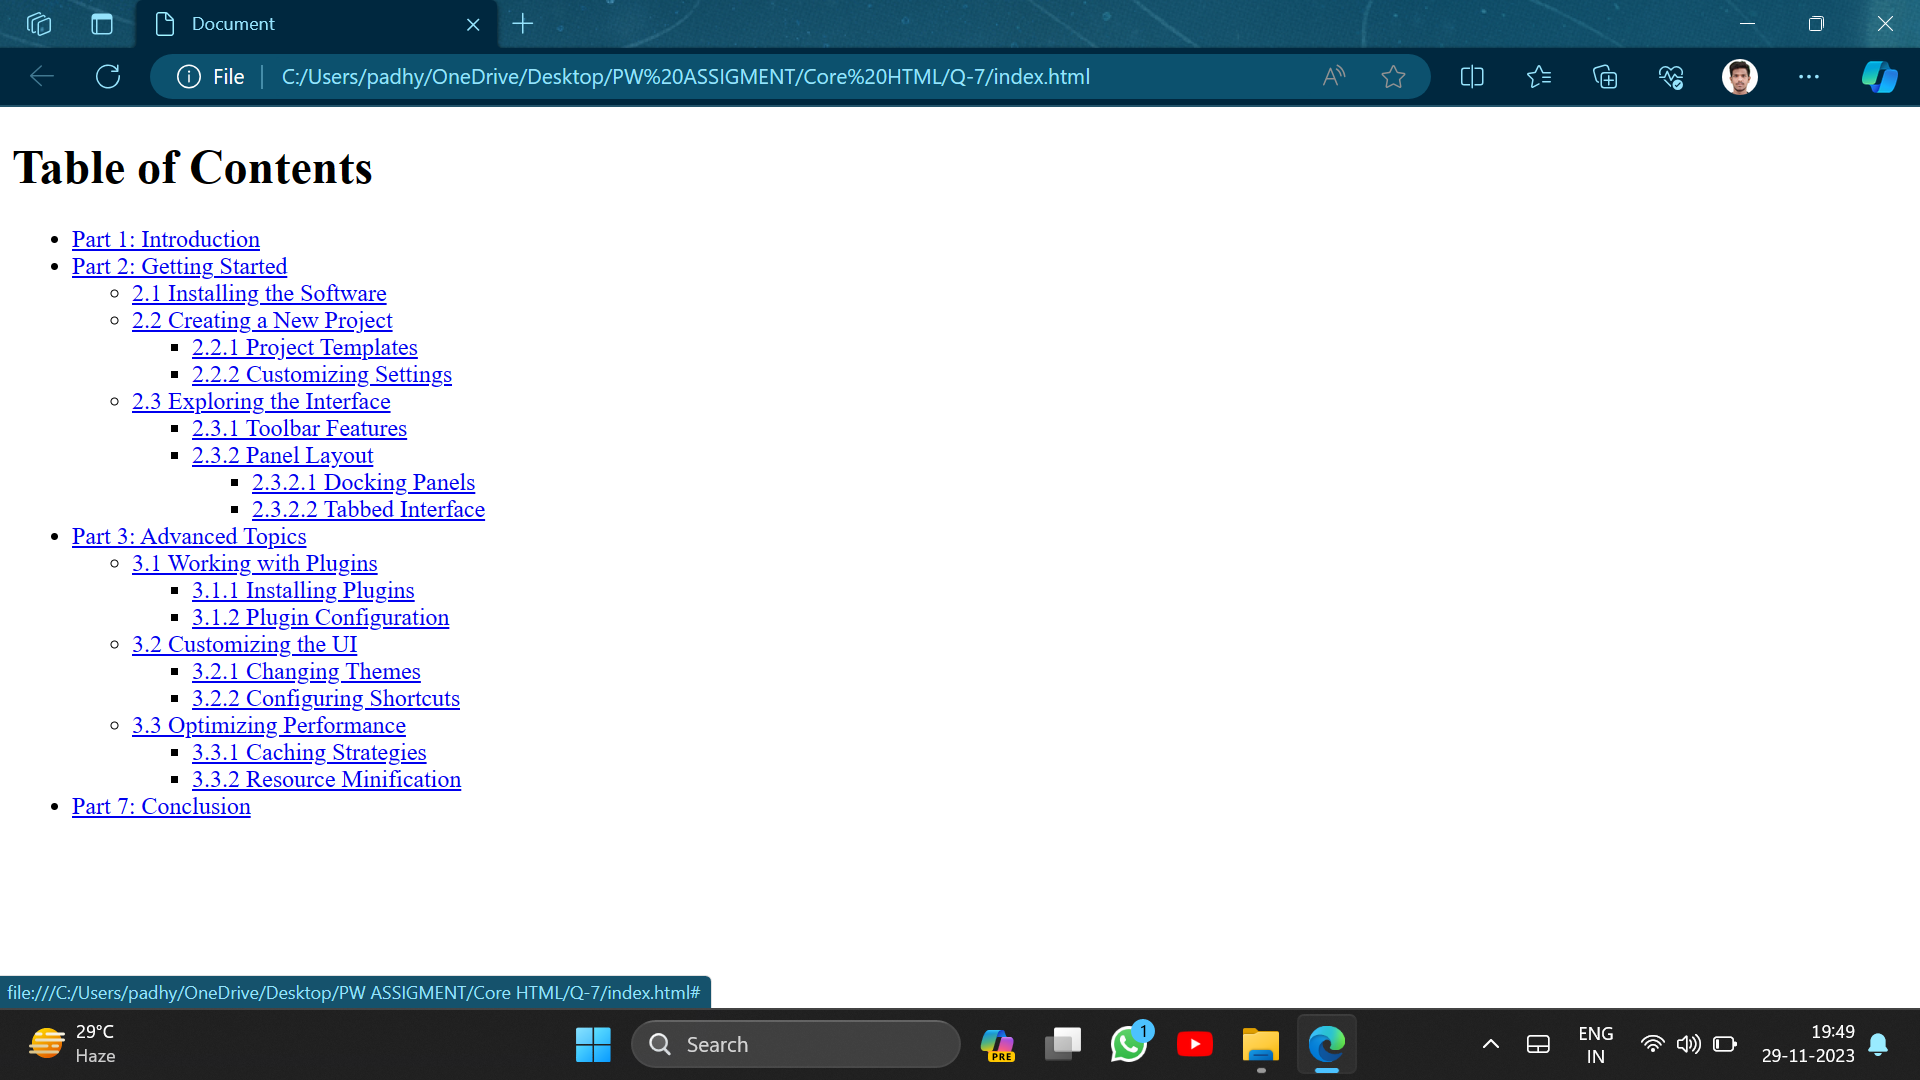 Document
File
C:/Users/padhy/OneDrive/Desktop/PW%20ASSIGMENT/Core%20HTML/Q-7/index.html
Table of Contents
Part 1: Introduction
Part 2: Getting Started
2.1 Installing the Software
2.2 Creating a New Project
2.2.1 Project Templates
2.2.2 Customizing Settings
2.3 Exploring the Interface
2.3.1 Toolbar Features
2.3.2 Panel Layout
2.3.2.1 Docking Panels
2.3.2.2 Tabbed Interface
Part 3: Advanced Topics
3.1 Working with Plugins
3.1.1 Installing Plugins
3.1.2 Plugin Configuration
3.2 Customizing the UI
3.2.1 Changing Themes
3.2.2 Configuring Shortcuts
3.3 Optimizing Performance
3.3.1 Caching Strategies
3.3.2 Resource Minification
Part 7: Conclusion
file:///C:/Users/padhy/OneDrive/Desktop/PW ASSIGMENT/Core HTML/Q-7/index.html#
29°C
Haze
Search
PRE
1
ENG
IN
19:49
29-11-2023